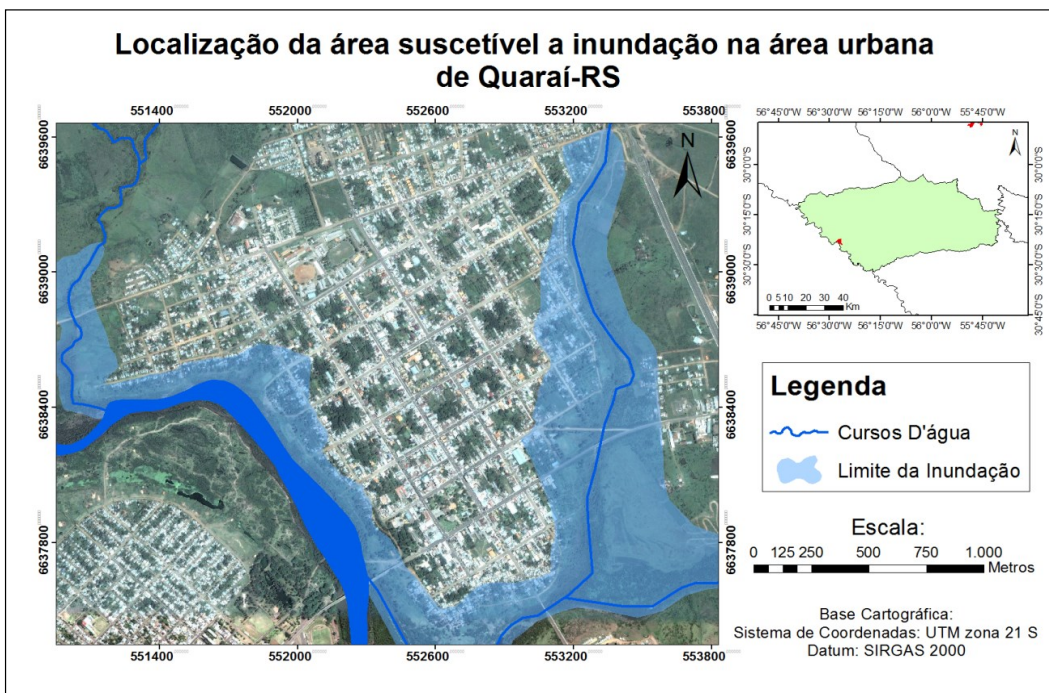 Localização da área suscetível a inundação na área urbana
de Quaraí-RS
551400 552000 552600 553200 553800
6639600
6639000
6638400
6637800
N
6639600
6639000
6638400
6637800
551400 552000 552600 553200 553800
56°45'0"W 56°30'0"W 56°15'0"W 56°0'0"W 55°45'0"W
30°0'0"S
30°15'0"S
30°30'0"S
N
30°0'0"S
30°15'0"S
30°30'0"S
30°45'0"S
0 5 10 20 30 40
Km
56°45'0"W 56°30'0"W 56°15'0"W 56°0'0"W 55°45'0"W
Legenda
Cursos D'água
Limite da Inundação
Escala:
0 125 250 500 750 1.000
Metros
Base Cartográfica:
Sistema de Coordenadas: UTM zona 21 S
Datum: SIRGAS 2000